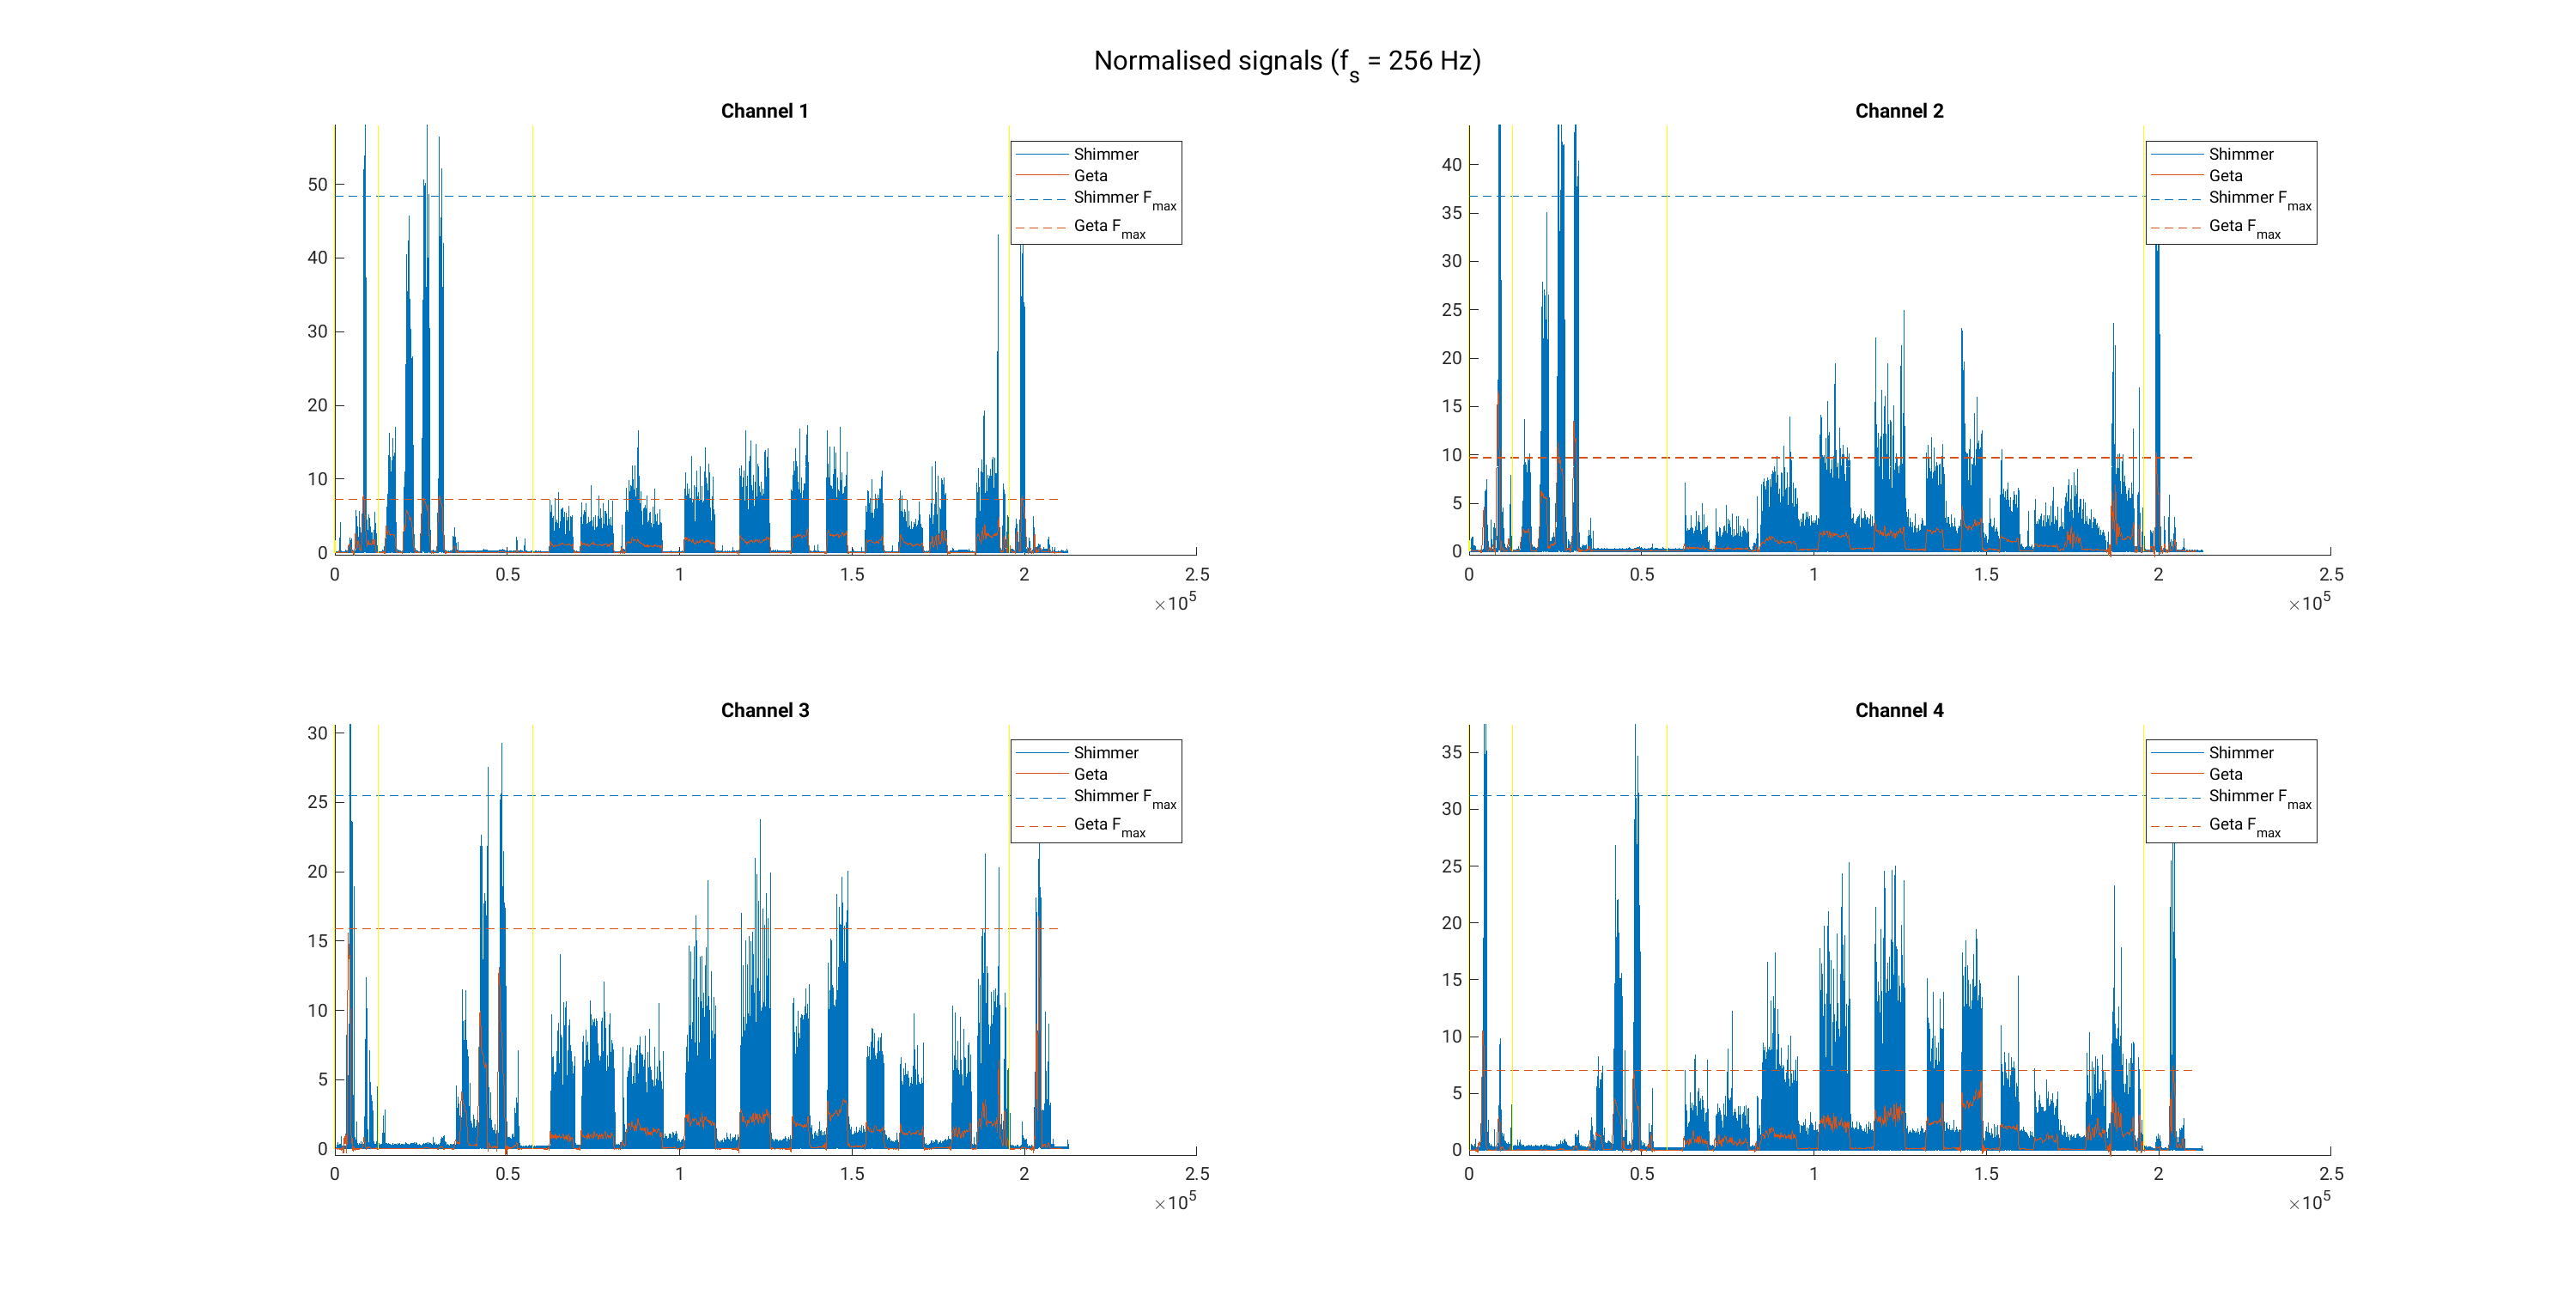 Normalised signals (fs = 256 Hz)
Channel 1
50
40
30
20
10
0
0 0.5 1 1.5 2 2.5
×10^5
Shimmer
Geta
Shimmer Fmax
Geta Fmax
Channel 2
40
35
30
25
20
15
10
5
0
0 0.5 1 1.5 2 2.5
×10^5
Shimmer
Geta
Shimmer Fmax
Geta Fmax
Channel 3
30
25
20
15
10
5
0
0 0.5 1 1.5 2 2.5
×10^5
Shimmer
Geta
Shimmer Fmax
Geta Fmax
Channel 4
35
30
25
20
15
10
5
0
0 0.5 1 1.5 2 2.5
×10^5
Shimmer
Geta
Shimmer Fmax
Geta Fmax